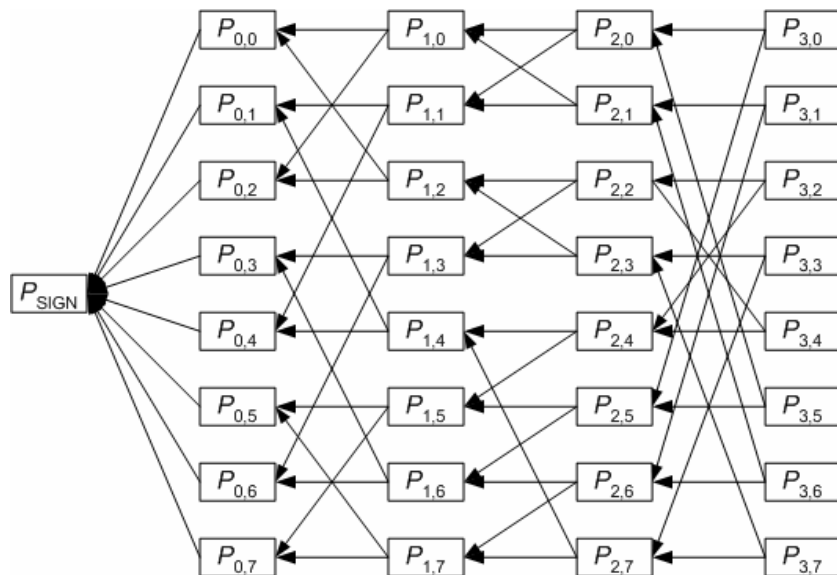 P0,0 P1,0 P2,0 P3,0
P0,1 P1,1 P2,1 P3,1
P0,2 P1,2 P2,2 P3,2
P0,3 P1,3 P2,3 P3,3
PSIGN
P0,4 P1,4 P2,4 P3,4
P0,5 P1,5 P2,5 P3,5
P0,6 P1,6 P2,6 P3,6
P0,7 P1,7 P2,7 P3,7